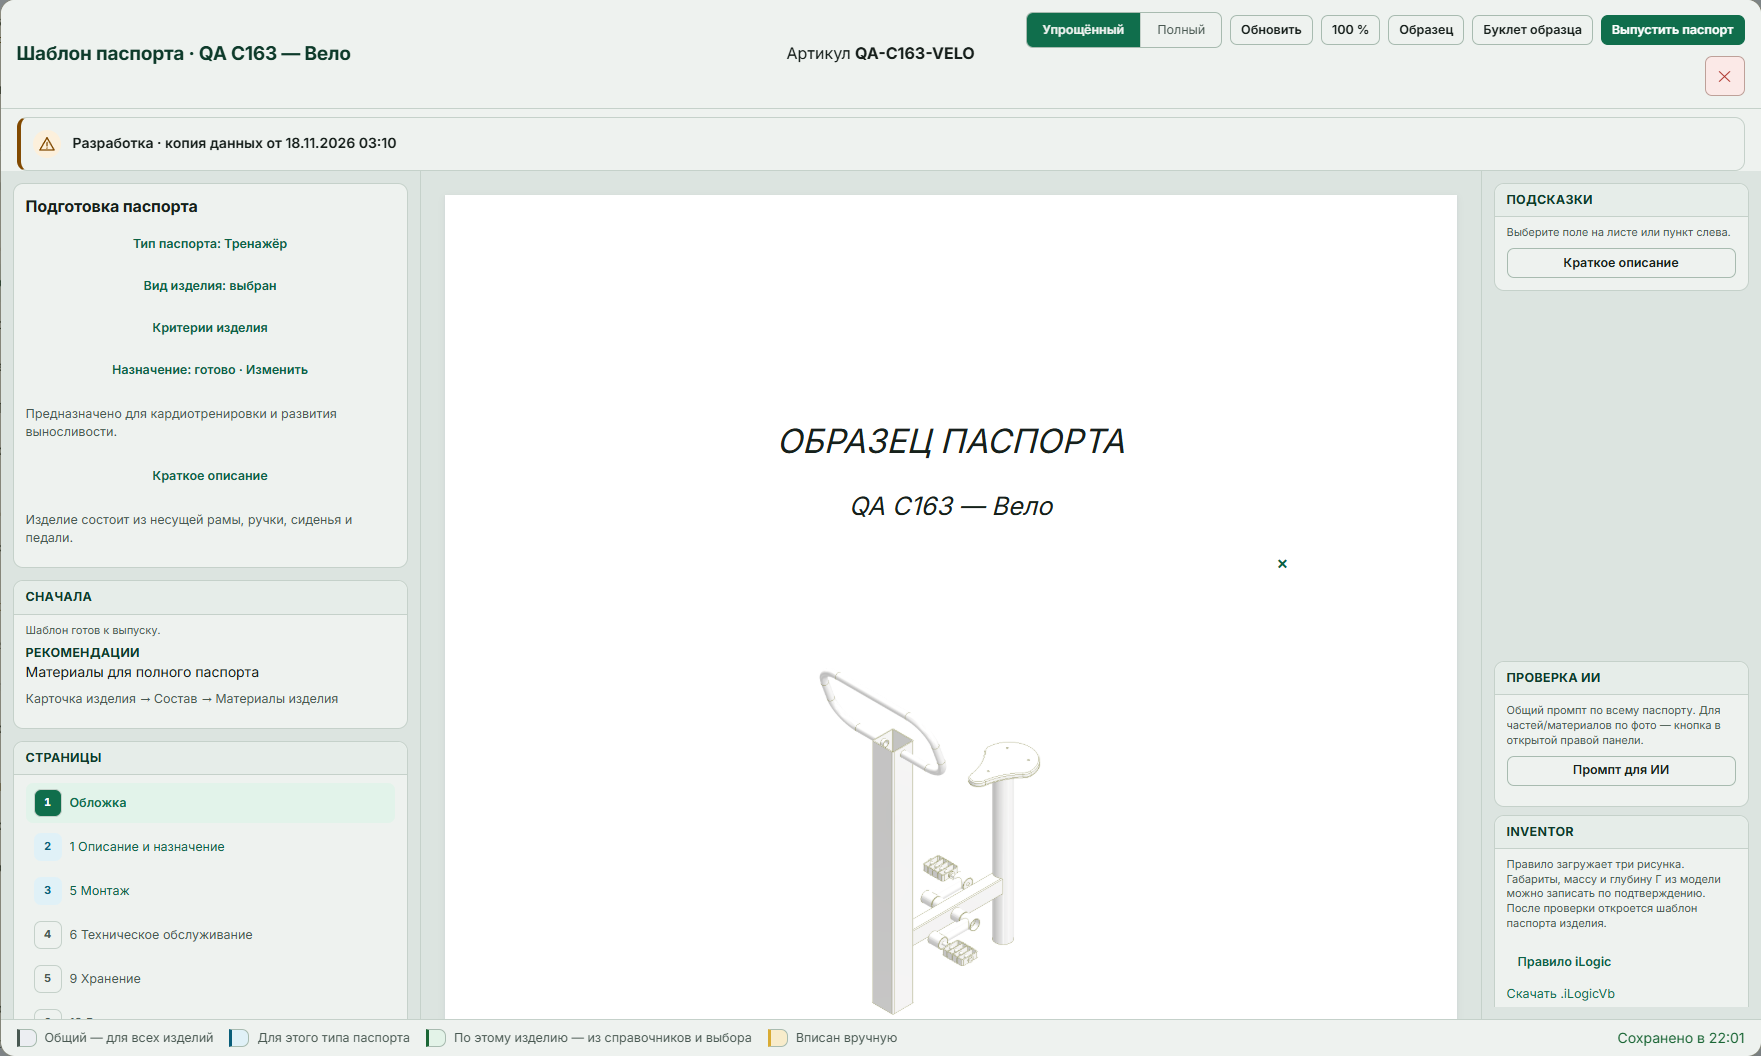 Шаблон паспорта · QA C163 — Вело
Артикул QA-C163-VELO
Упрощённый
Полный
Обновить
100 %
Образец
Буклет образца
Выпустить паспорт
Разработка · копия данных от 18.11.2026 03:10
Подготовка паспорта
Тип паспорта: Тренажёр
Вид изделия: выбран
Критерии изделия
Назначение: готово · Изменить
Предназначено для кардиотренировки и развития
выносливости.
Краткое описание
Изделие состоит из несущей рамы, ручки, сиденья и
педали.
СНАЧАЛА
Шаблон готов к выпуску.
РЕКОМЕНДАЦИИ
Материалы для полного паспорта
Карточка изделия → Состав → Материалы изделия
СТРАНИЦЫ
1 Обложка
2 1 Описание и назначение
3 5 Монтаж
4 6 Техническое обслуживание
5 9 Хранение
ОБРАЗЕЦ ПАСПОРТА
QA C163 — Вело
ПОДСКАЗКИ
Выберите поле на листе или пункт слева.
Краткое описание
ПРОВЕРКА ИИ
Общий промпт по всему паспорту. Для
частей/материалов по фото — кнопка в
открытой правой панели.
Промпт для ИИ
INVENTOR
Правило загружает три рисунка.
Габариты, массу и глубину Г из модели
можно записать по подтверждению.
После проверки откроется шаблон
паспорта изделия.
Правило iLogic
Скачать .iLogicVb
Общий — для всех изделий
Для этого типа паспорта
По этому изделию — из справочников и выбора
Вписан вручную
Сохранено в 22:01